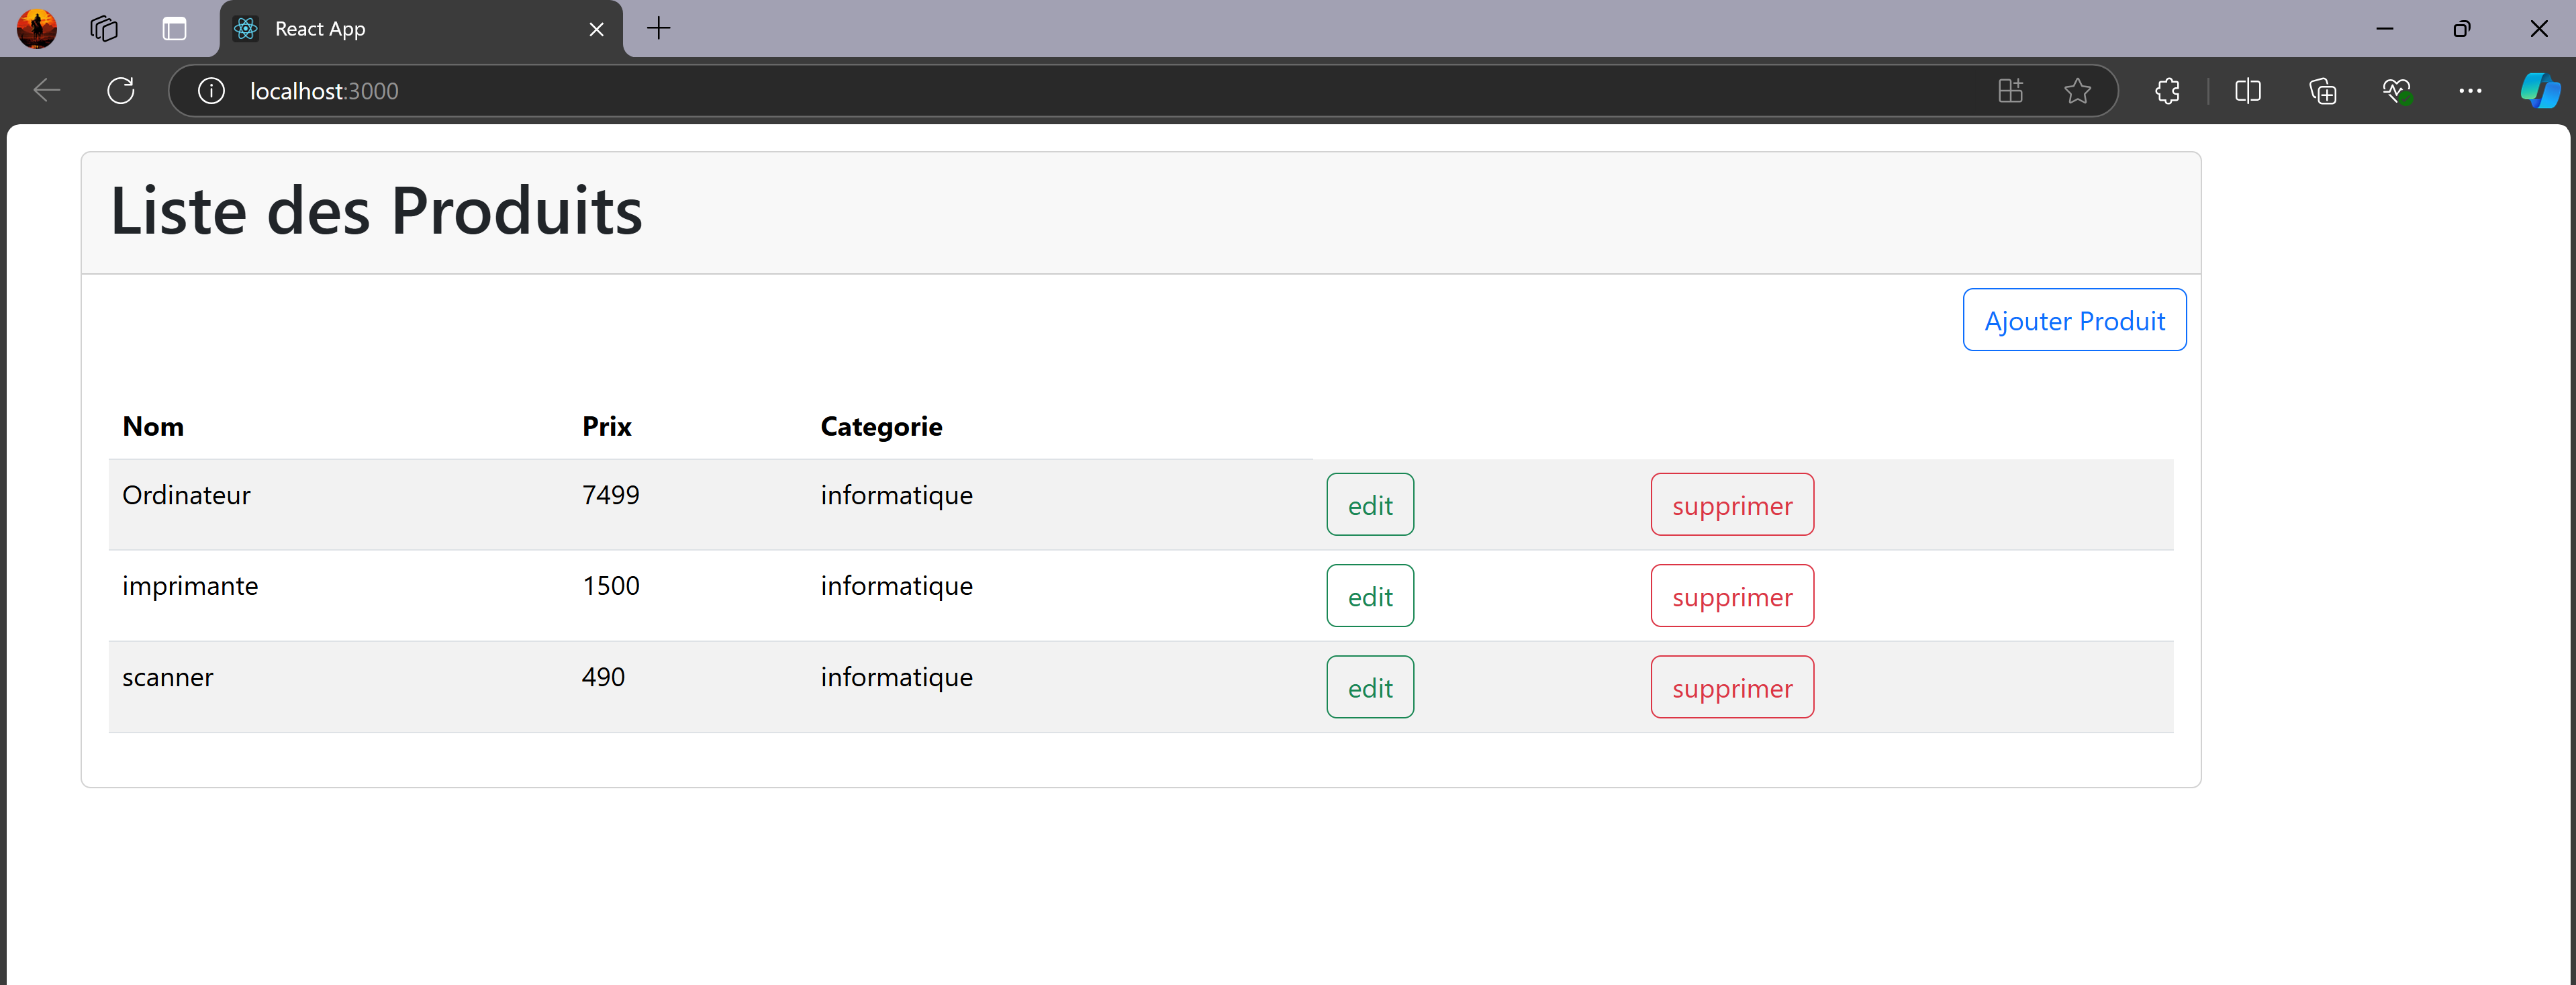 React App
localhost:3000
Liste des Produits
Ajouter Produit
Nom Prix Categorie
Ordinateur 7499 informatique edit supprimer
imprimante 1500 informatique edit supprimer
scanner 490 informatique edit supprimer